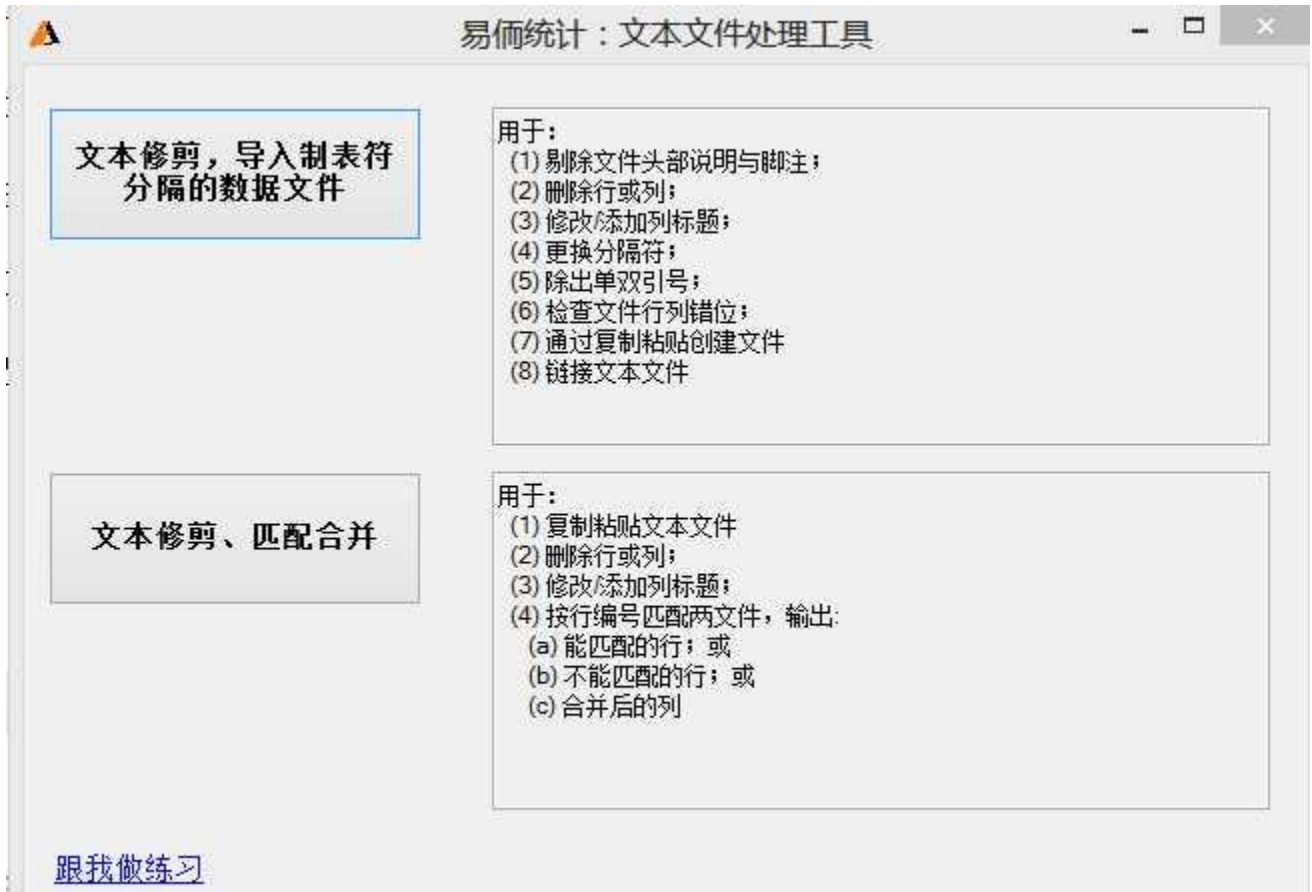 易侕统计：文本文件处理工具
文本修剪，导入制表符
分隔的数据文件
用于：
(1) 剔除文件头部说明与脚注；
(2) 删除行或列；
(3) 修改/添加列标题；
(4) 更换分隔符；
(5) 除出单双引号；
(6) 检查文件行列错位；
(7) 通过复制粘贴创建文件
(8) 链接文本文件
文本修剪、匹配合并
用于：
(1) 复制粘贴文本文件
(2) 删除行或列；
(3) 修改/添加列标题；
(4) 按行编号匹配两文件，输出:
(a) 能匹配的行；或
(b) 不能匹配的行；或
(c) 合并后的列
跟我做练习